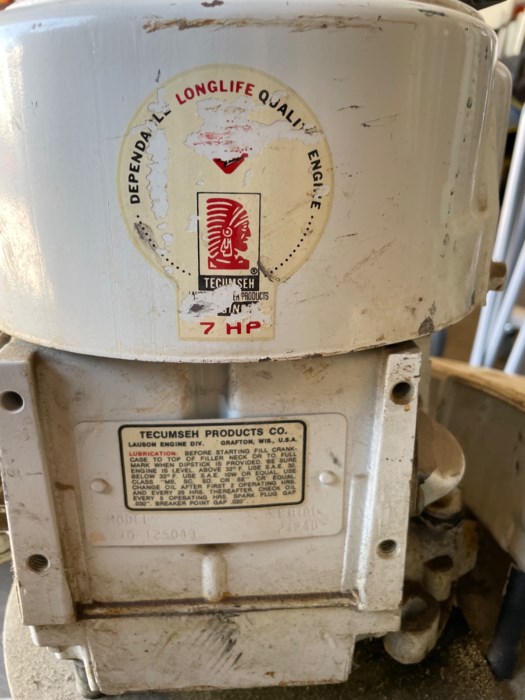 DEPENDABLE LONGLIFE QUALITY ENGINE
TECUMSEH
PRODUCTS
7 HP
TECUMSEH PRODUCTS CO.
LAUSON ENGINE DIV. GRAFTON, WIS., U.S.A.
LUBRICATION: BEFORE STARTING FILL CRANK-
CASE TO TOP OF FILLER NECK OR TO FULL
MARK WHEN DIPSTICK IS PROVIDED. BE SURE
ENGINE IS LEVEL. ABOVE 32° F. USE S.A.E. 30.
BELOW 32° F. USE S.A.E. 10W OR EQUAL. USE
CLASS "MS, SC, SD, OR SE" OR EQUAL.
CHANGE OIL AFTER FIRST 2 OPERATING HRS.
AND EVERY 25 HRS. THEREAFTER. CHECK OIL
EVERY 5 OPERATING HRS. SPARK PLUG GAP
.030". BREAKER POINT GAP .020".
MODEL SERIAL